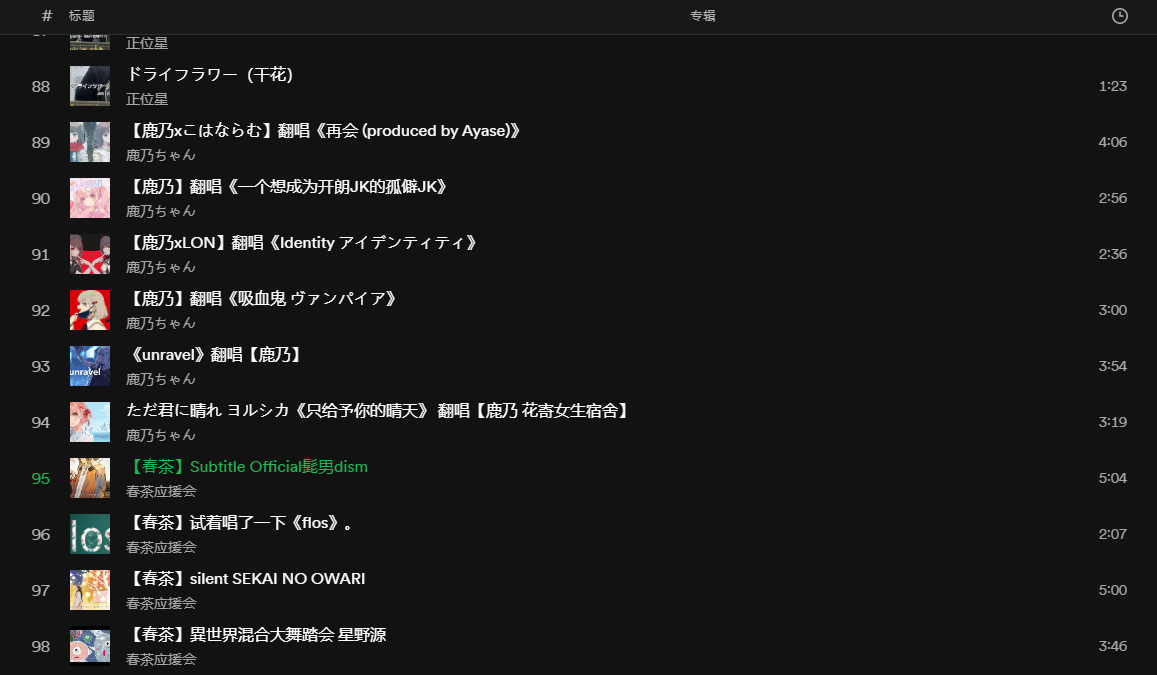 # 标题 专辑
正位星
88 ドライフラワー（干花） 1:23
正位星
89 【鹿乃xこはならむ】翻唱《再会 (produced by Ayase)》 4:06
鹿乃ちゃん
90 【鹿乃】翻唱《一个想成为开朗JK的孤僻JK》 2:56
鹿乃ちゃん
91 【鹿乃xLON】翻唱《Identity アイデンティティ》 2:36
鹿乃ちゃん
92 【鹿乃】翻唱《吸血鬼 ヴァンパイア》 3:00
鹿乃ちゃん
93 《unravel》翻唱【鹿乃】 3:54
unravel
鹿乃ちゃん
94 ただ君に晴れ ヨルシカ《只给予你的晴天》 翻唱【鹿乃 花寄女生宿舍】 3:19
鹿乃ちゃん
95 【春茶】Subtitle Official髭男dism 5:04
春茶应援会
96 【春茶】试着唱了一下《flos》。 2:07
春茶应援会
97 【春茶】silent SEKAI NO OWARI 5:00
春茶应援会
98 【春茶】異世界混合大舞踏会 星野源 3:46
春茶应援会